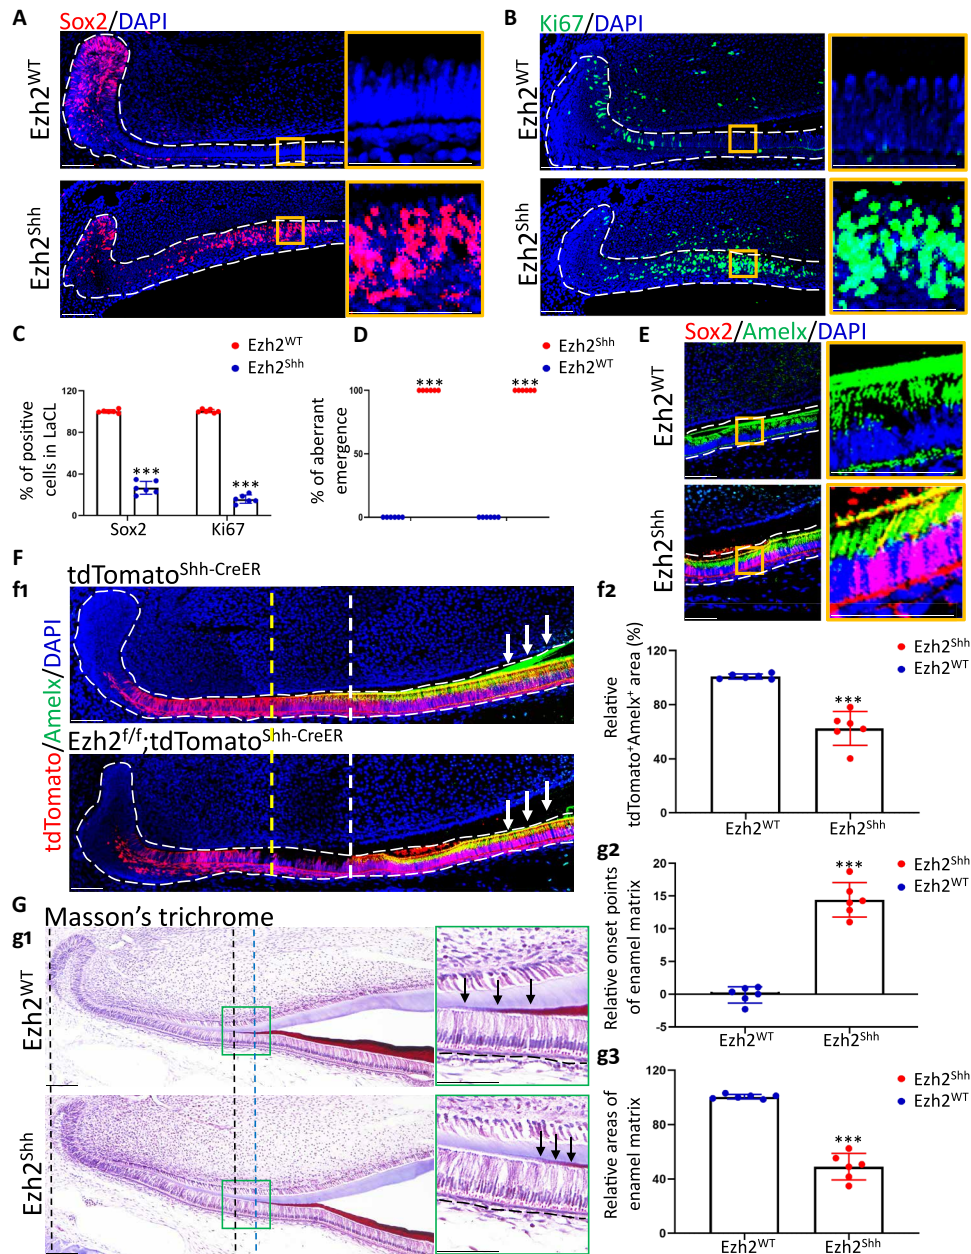 A
Sox2/DAPI
Ezh2WT
Ezh2Shh
B
Ki67/DAPI
Ezh2WT
Ezh2Shh
C
Ezh2WT
Ezh2Shh
% of positive
cells in LaCL
120
80
40
0
***
***
Sox2
Ki67
D
Ezh2Shh
Ezh2WT
% of aberrant
emergence
100
50
0
***
***
E
Sox2/Amelx/DAPI
Ezh2WT
Ezh2Shh
F
f1
tdTomatoShh-CreER
Ezh2f/f;tdTomatoShh-CreER
tdTomato/Amelx/DAPI
f2
Relative
tdTomato+Amelx+ area (%)
120
80
40
0
***
Ezh2Shh
Ezh2WT
Ezh2WT
Ezh2Shh
G
Masson's trichrome
g1
Ezh2WT
Ezh2Shh
g2
Relative onset points
of enamel matrix
20
15
10
5
0
-5
***
Ezh2Shh
Ezh2WT
Ezh2WT
Ezh2Shh
g3
Relative areas of
enamel matrix
120
80
40
0
***
Ezh2Shh
Ezh2WT
Ezh2WT
Ezh2Shh